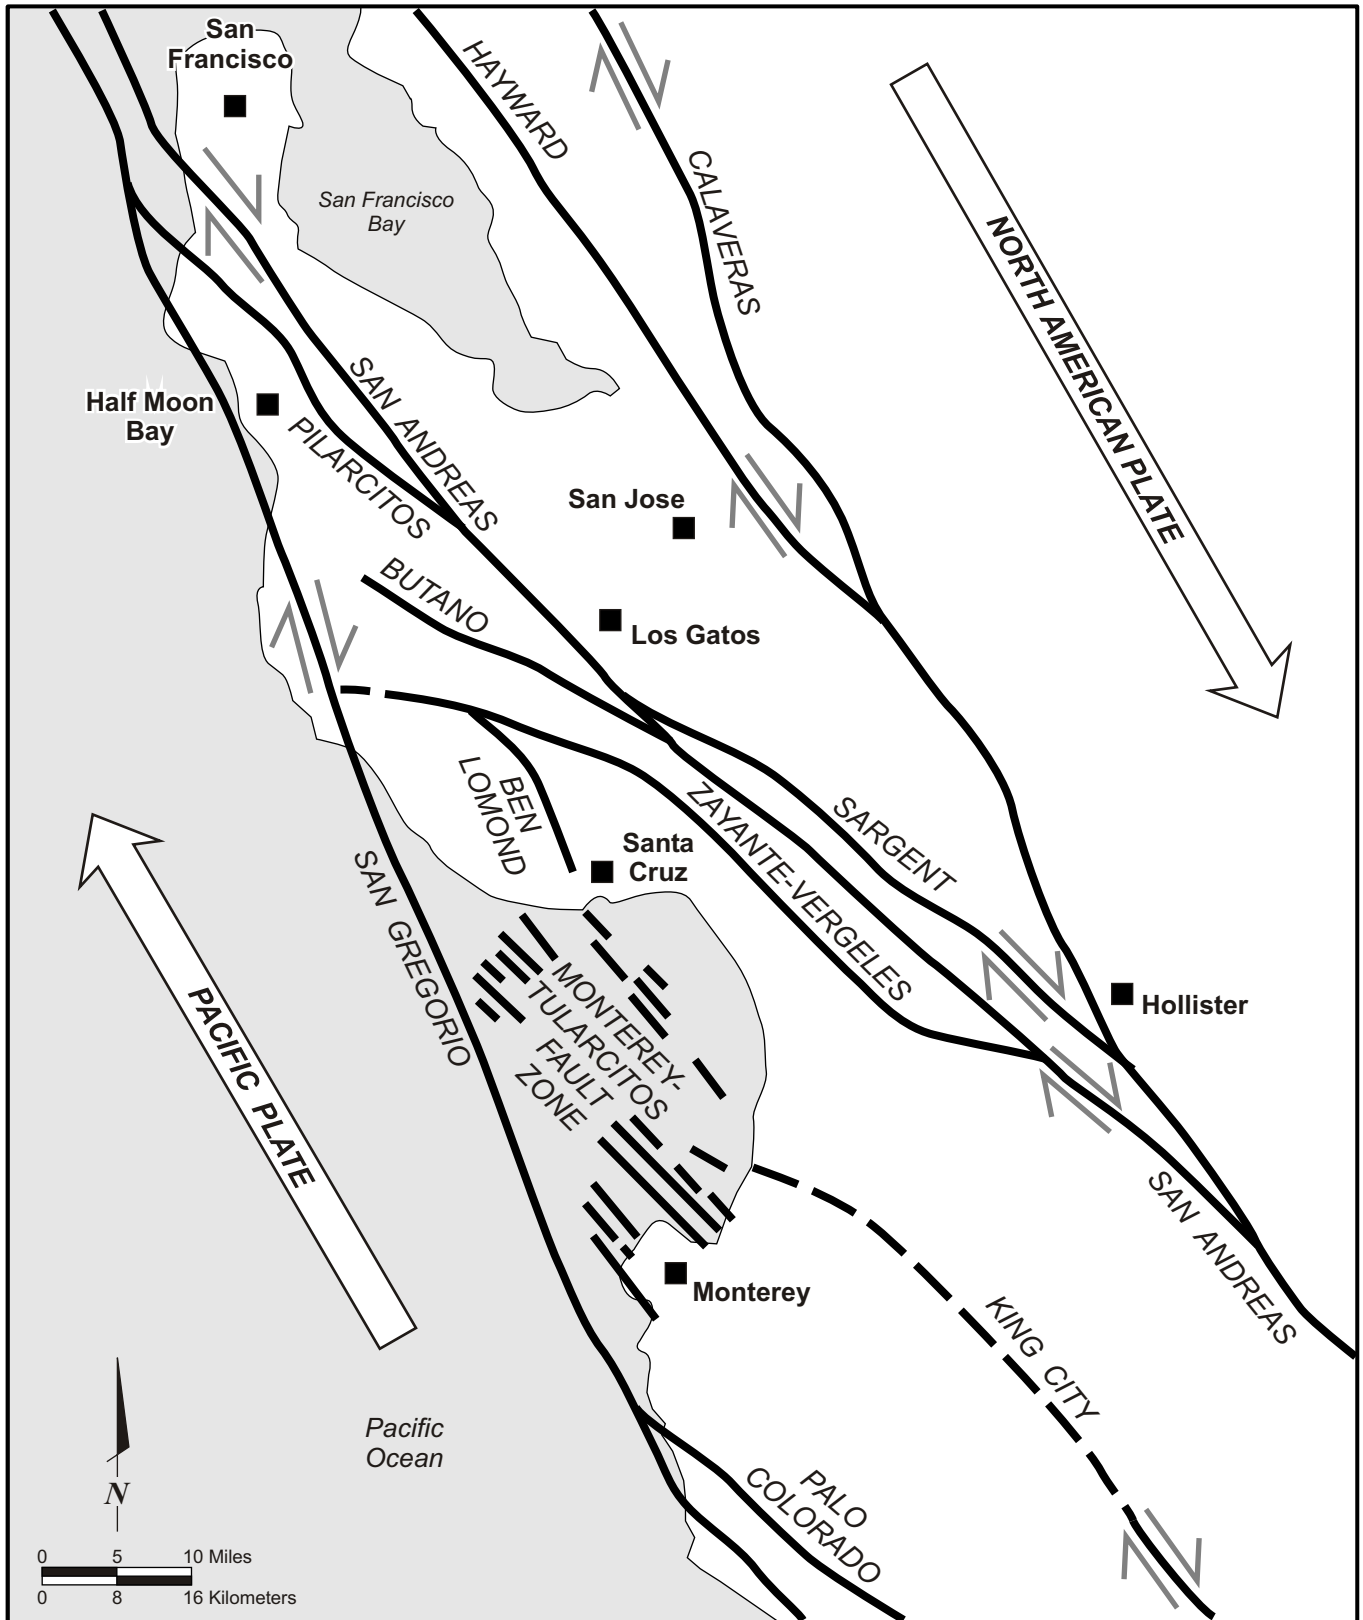 San
Francisco
HAYWARD
CALAVERAS
San Francisco
Bay
NORTH AMERICAN PLATE
Half Moon
Bay
SAN ANDREAS
PILARCITOS
San Jose
BUTANO
Los Gatos
BEN
LOMOND
Santa
Cruz
ZAYANTE-VERGELES
SARGENT
SAN GREGORIO
MONTEREY-
TULARCITOS
FAULT
ZONE
Hollister
PACIFIC PLATE
SAN ANDREAS
Monterey
KING CITY
Pacific
Ocean
PALO
COLORADO
N
0 5 10 Miles
0 8 16 Kilometers